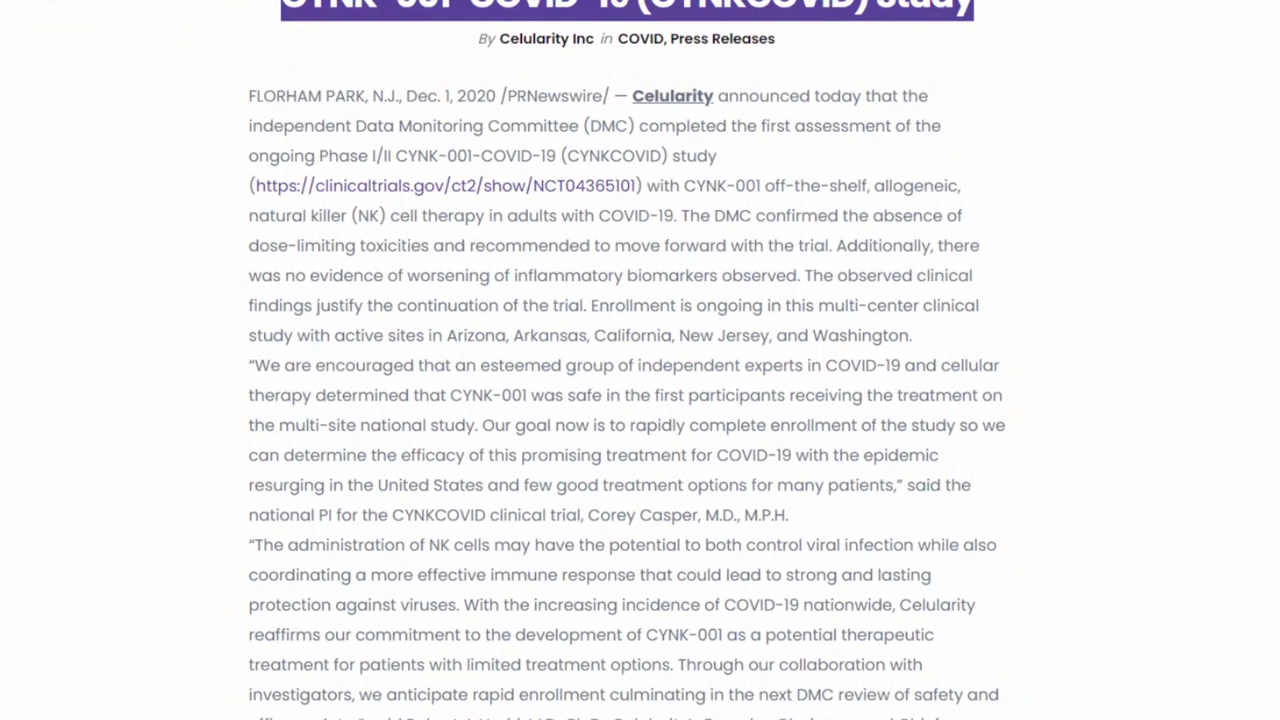 CYNK-001-COVID-19 (CYNKCOVID) study
By Celularity Inc in COVID, Press Releases
FLORHAM PARK, N.J., Dec. 1, 2020 /PRNewswire/ — Celularity announced today that the
independent Data Monitoring Committee (DMC) completed the first assessment of the
ongoing Phase I/II CYNK-001-COVID-19 (CYNKCOVID) study
(https://clinicaltrials.gov/ct2/show/NCT04365101) with CYNK-001 off-the-shelf, allogeneic,
natural killer (NK) cell therapy in adults with COVID-19. The DMC confirmed the absence of
dose-limiting toxicities and recommended to move forward with the trial. Additionally, there
was no evidence of worsening of inflammatory biomarkers observed. The observed clinical
findings justify the continuation of the trial. Enrollment is ongoing in this multi-center clinical
study with active sites in Arizona, Arkansas, California, New Jersey, and Washington.
“We are encouraged that an esteemed group of independent experts in COVID-19 and cellular
therapy determined that CYNK-001 was safe in the first participants receiving the treatment on
the multi-site national study. Our goal now is to rapidly complete enrollment of the study so we
can determine the efficacy of this promising treatment for COVID-19 with the epidemic
resurging in the United States and few good treatment options for many patients,” said the
national PI for the CYNKCOVID clinical trial, Corey Casper, M.D., M.P.H.
“The administration of NK cells may have the potential to both control viral infection while also
coordinating a more effective immune response that could lead to strong and lasting
protection against viruses. With the increasing incidence of COVID-19 nationwide, Celularity
reaffirms our commitment to the development of CYNK-001 as a potential therapeutic
treatment for patients with limited treatment options. Through our collaboration with
investigators, we anticipate rapid enrollment culminating in the next DMC review of safety and